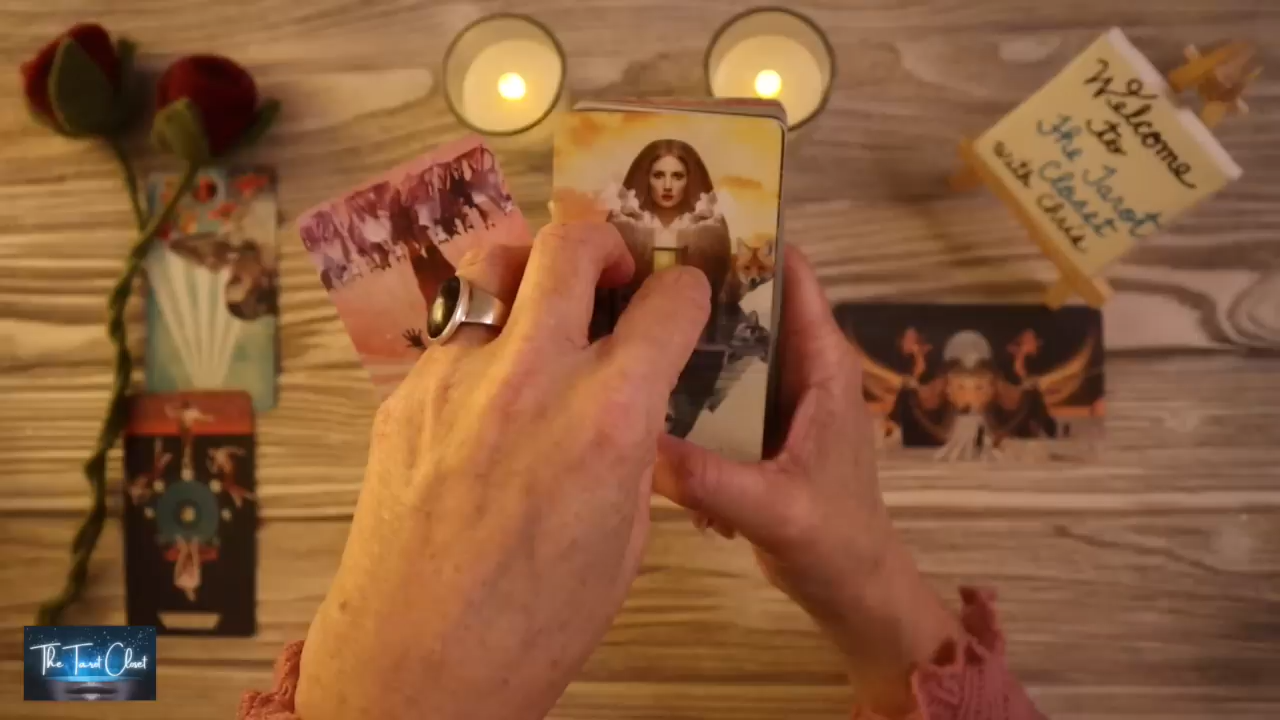 Welcome
to
The Tarot
Closet
with Chris
The Tarot Closet